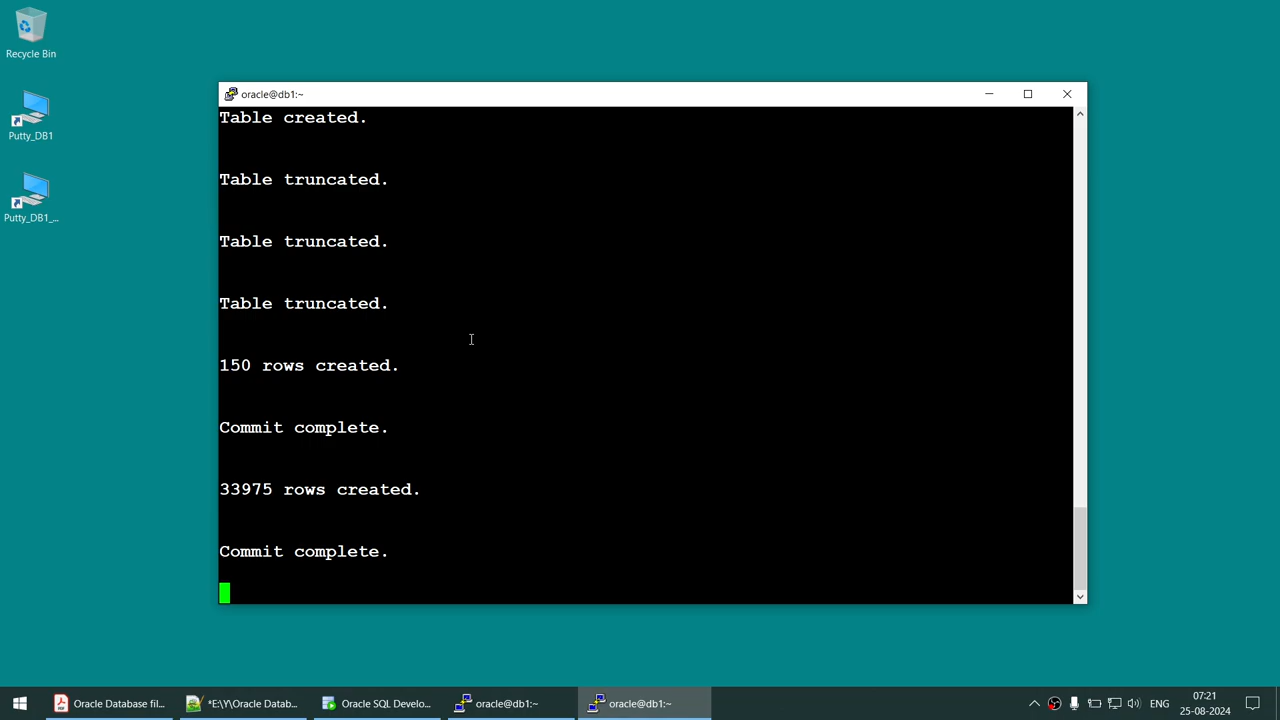 Recycle Bin
Putty_DB1
Putty_DB1_...
oracle@db1:~
Table created.
Table truncated.
Table truncated.
Table truncated.
150 rows created.
Commit complete.
33975 rows created.
Commit complete.
Oracle Database fil...
*E:\Y\Oracle Datab...
Oracle SQL Develo...
oracle@db1:~
oracle@db1:~
ENG
07:21
25-08-2024